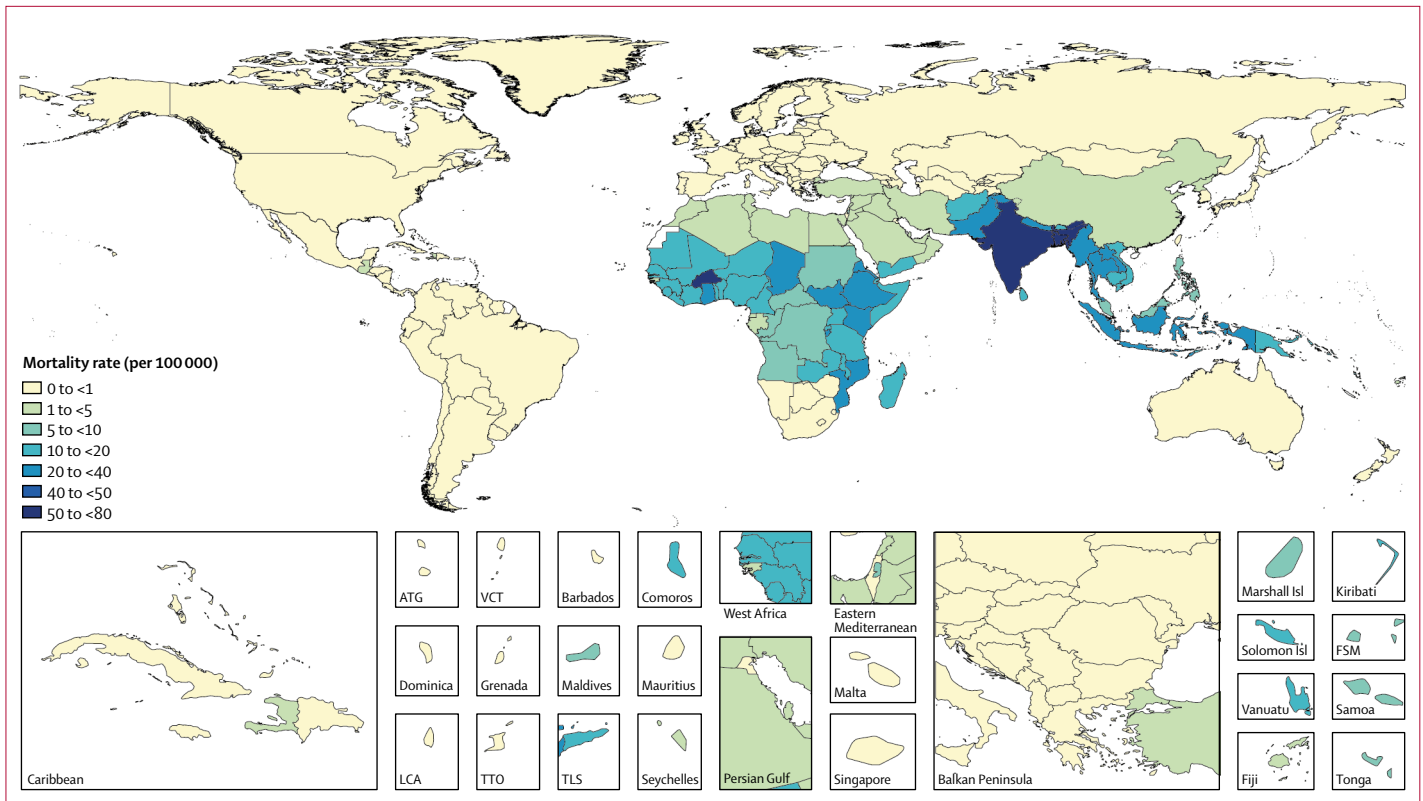 Mortality rate (per 100 000)
0 to <1
1 to <5
5 to <10
10 to <20
20 to <40
40 to <50
50 to <80
Caribbean
ATG
VCT
Barbados
Comoros
West Africa
Eastern
Mediterranean
Balkan Peninsula
Marshall Isl
Kiribati
Dominica
Grenada
Maldives
Mauritius
Malta
Solomon Isl
FSM
LCA
TTO
TLS
Seychelles
Persian Gulf
Singapore
Vanuatu
Samoa
Fiji
Tonga